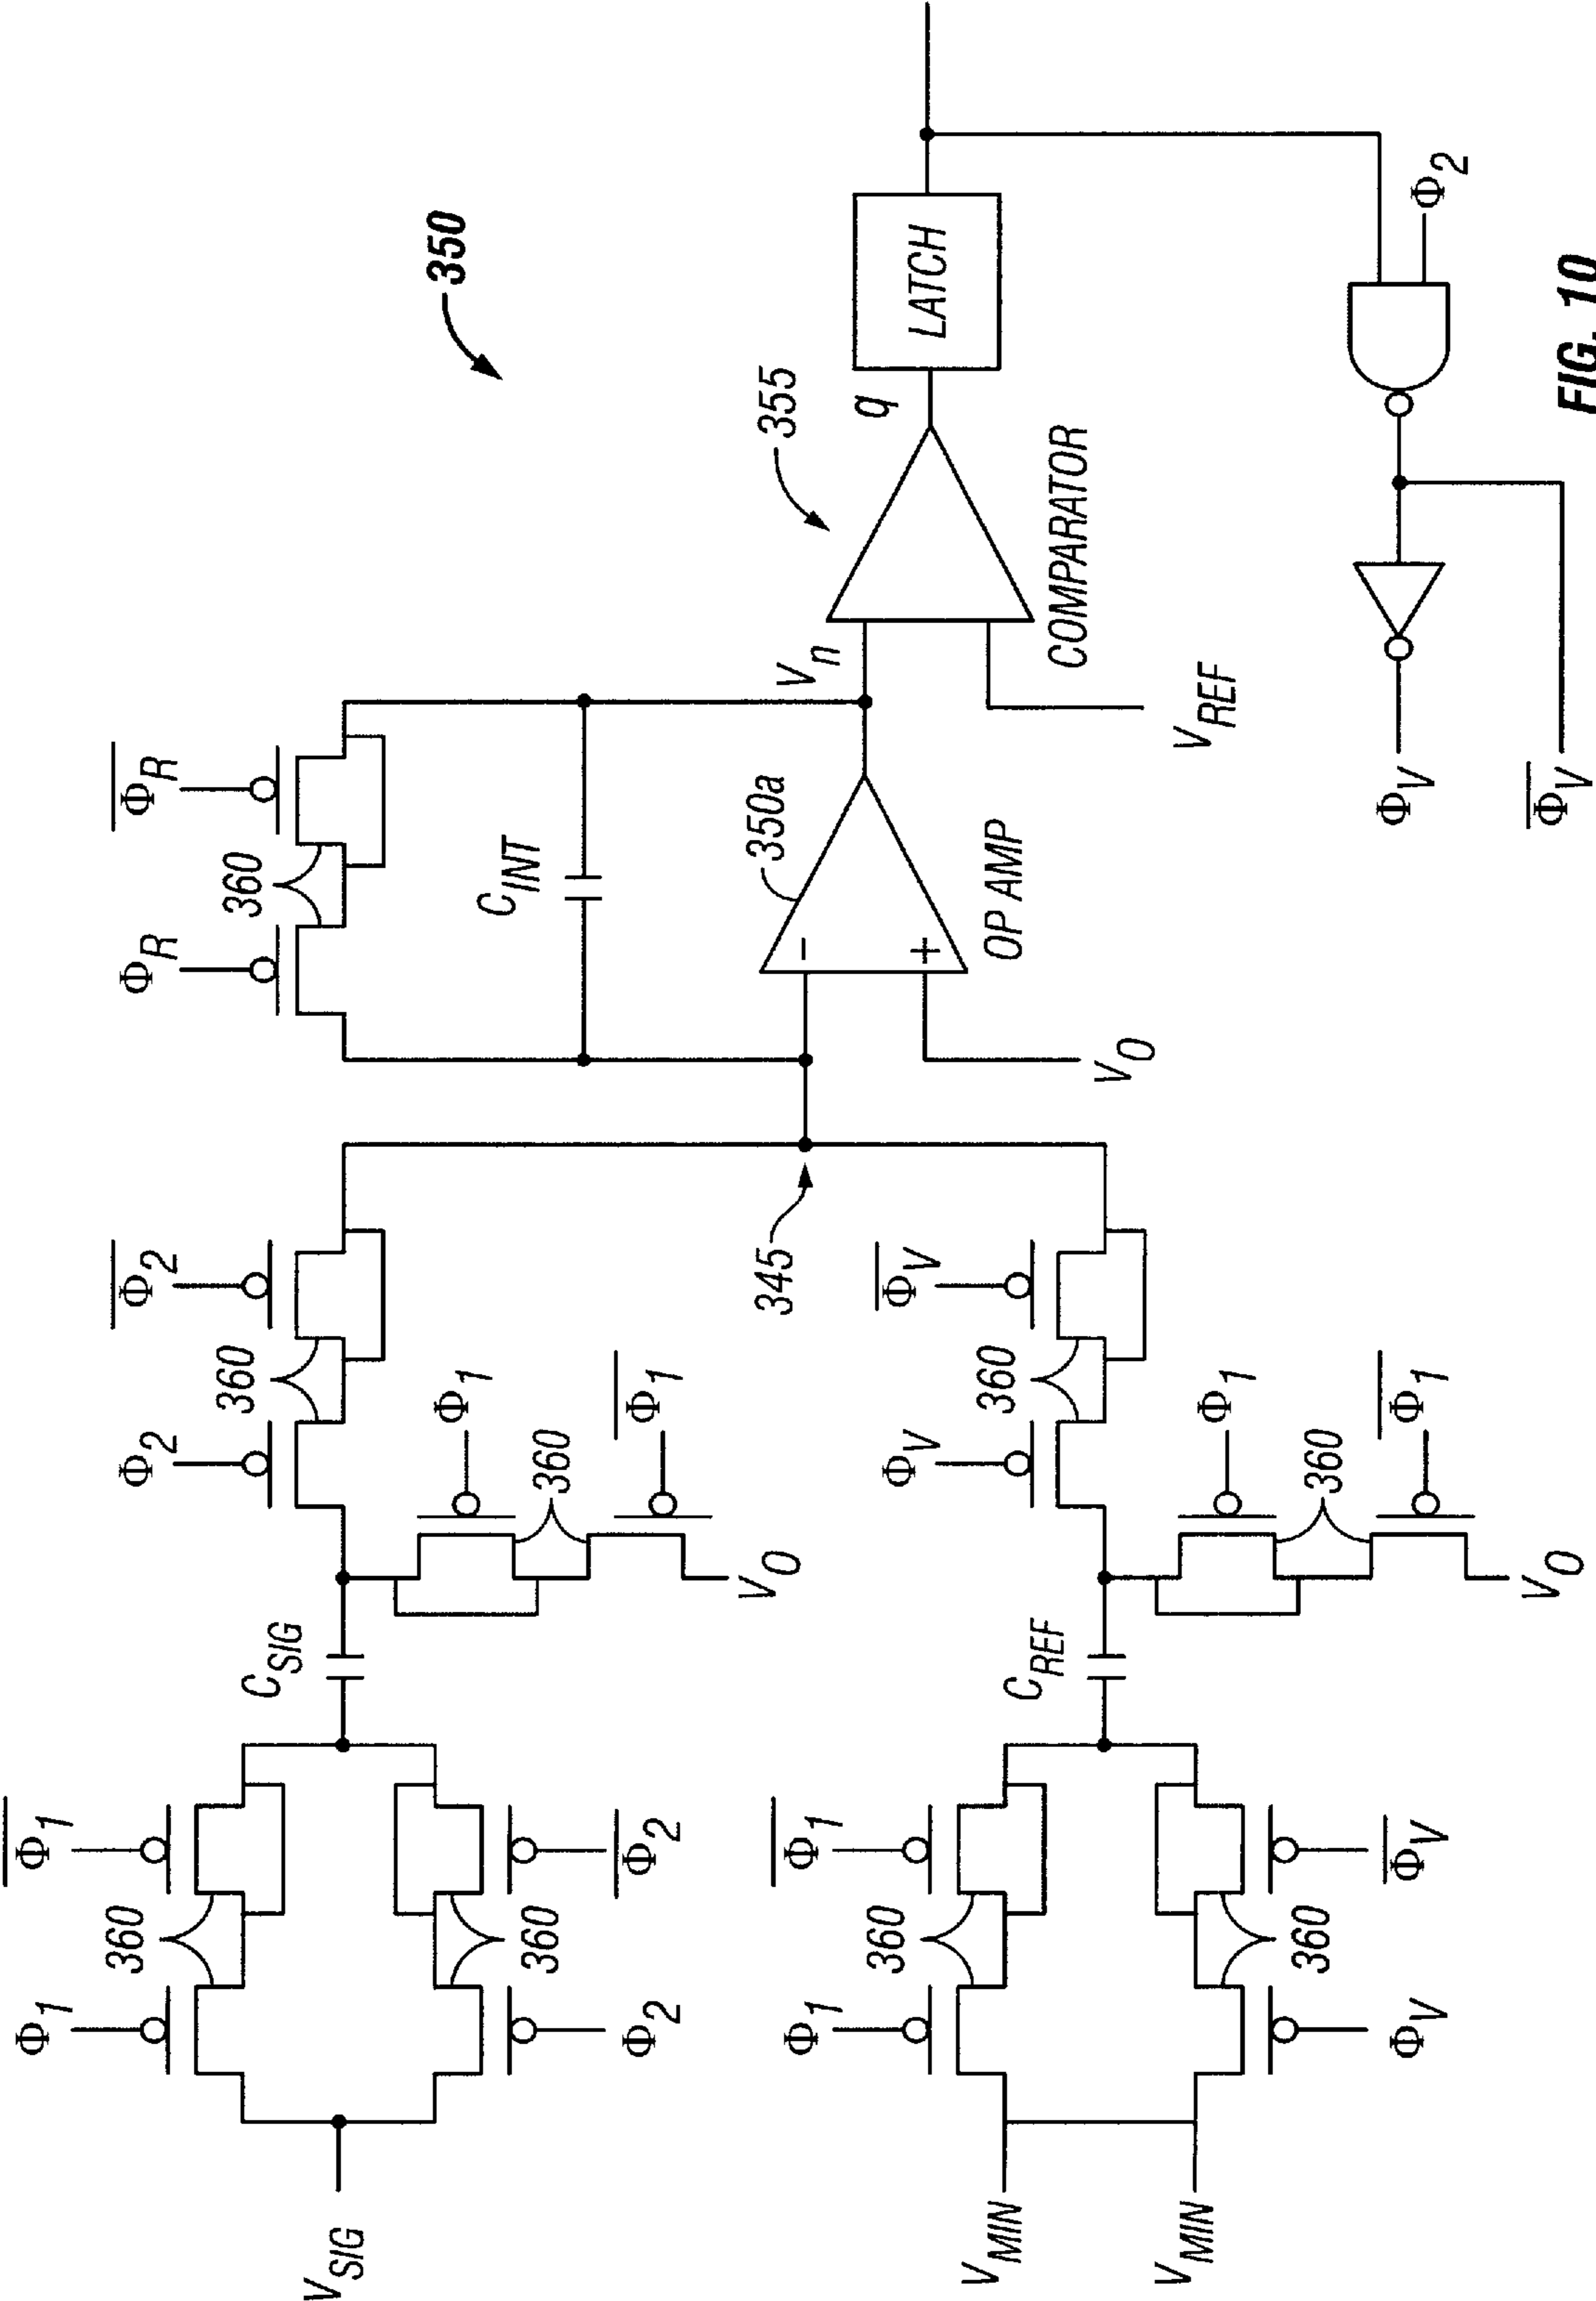 350
Φ̅1
Φ1
360
360
Φ2
Φ̅2
VSIG
CSIG
Φ2
Φ̅2
360
Φ1
Φ̅1
360
VO
ΦR
Φ̅R
360
CINT
345
350a
-
+
OP AMP
VO
Vn
355
COMPARATOR
VREF
q
LATCH
Φ1
Φ̅1
360
360
ΦV
Φ̅V
VMIN
VMIN
CREF
ΦV
Φ̅V
360
Φ1
Φ̅1
360
VO
Φ2
ΦV
Φ̅V
FIG. 10